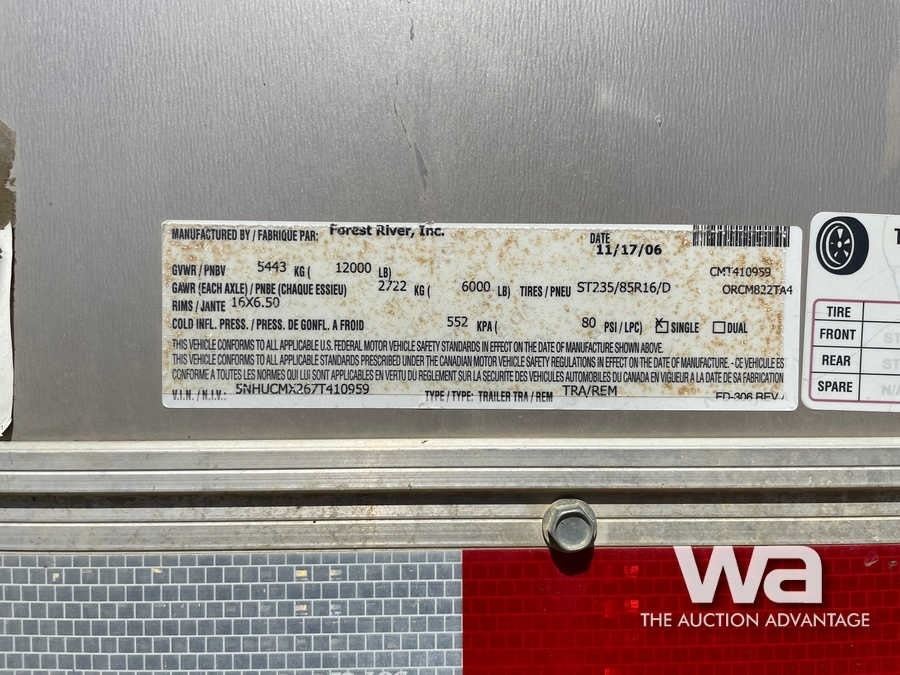 MANUFACTURED BY / FABRIQUE PAR: Forest River, Inc.
DATE
11/17/06
GVWR / PNBV 5443 KG ( 12000 LB)
CMT410959
GAWR (EACH AXLE) / PNBE (CHAQUE ESSIEU) 2722 KG ( 6000 LB) TIRES / PNEU ST235/85R16/D ORCM822TA4
RIMS / JANTE 16X6.50
COLD INFL. PRESS. / PRESS. DE GONFL. A FROID 552 KPA ( 80 PSI / LPC) X SINGLE DUAL
THIS VEHICLE CONFORMS TO ALL APPLICABLE U.S. FEDERAL MOTOR VEHICLE SAFETY STANDARDS IN EFFECT ON THE DATE OF MANUFACTURE SHOWN ABOVE.
THIS VEHICLE CONFORMS TO ALL APPLICABLE STANDARDS PRESCRIBED UNDER THE CANADIAN MOTOR VEHICLE SAFETY REGULATIONS IN EFFECT ON THE DATE OF MANUFACTURE. - CE VEHICULE ES
CONFORME A TOUTES LES NORMES QUI LUI SONT APPLICABLES EN VERTU DU REGLEMENT SUR LA SECURITE DES VEHICULES AUTOMOBILES DU CANADA EN VIGUEUR A LA DATE DE SA FABRICATION
V.I.N. / N.I.V.: 5NHUCMX267T410959 TYPE / TYPE: TRAILER TRA / REM TRA/REM ED-306 REV
T
TIRE
FRONT ST
REAR ST
SPARE N/A
wa
THE AUCTION ADVANTAGE